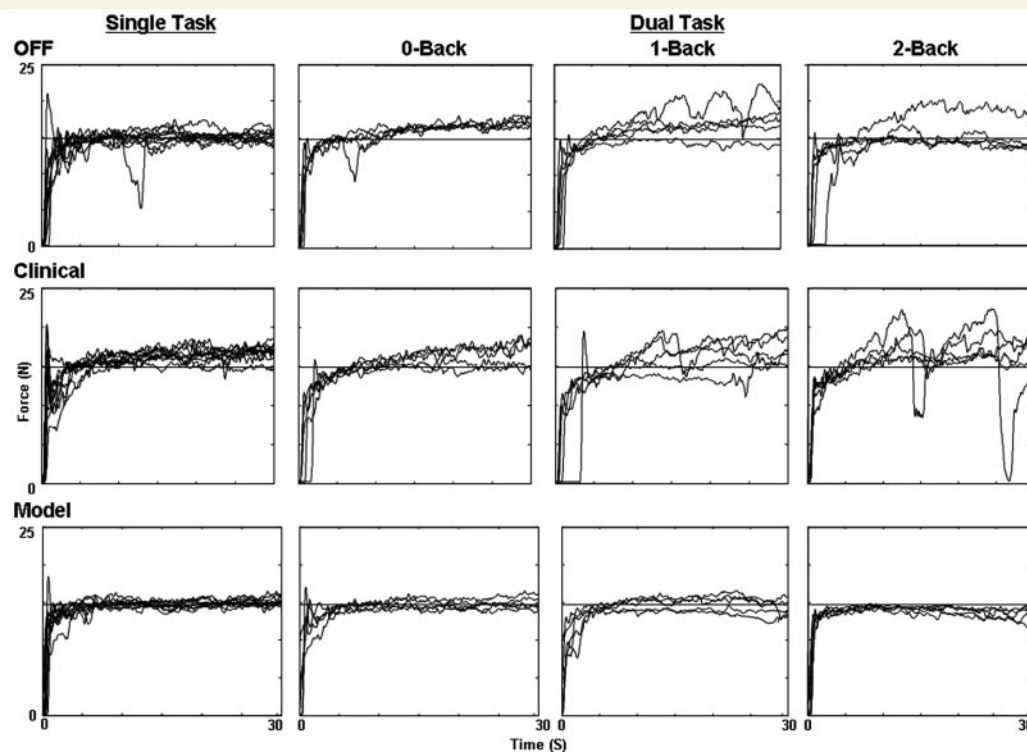 Single Task Dual Task
OFF 0-Back 1-Back 2-Back
25
0
Clinical
25
Force (N)
0
Model
25
0
0 30 0 30 0 30 0 30
Time (S)